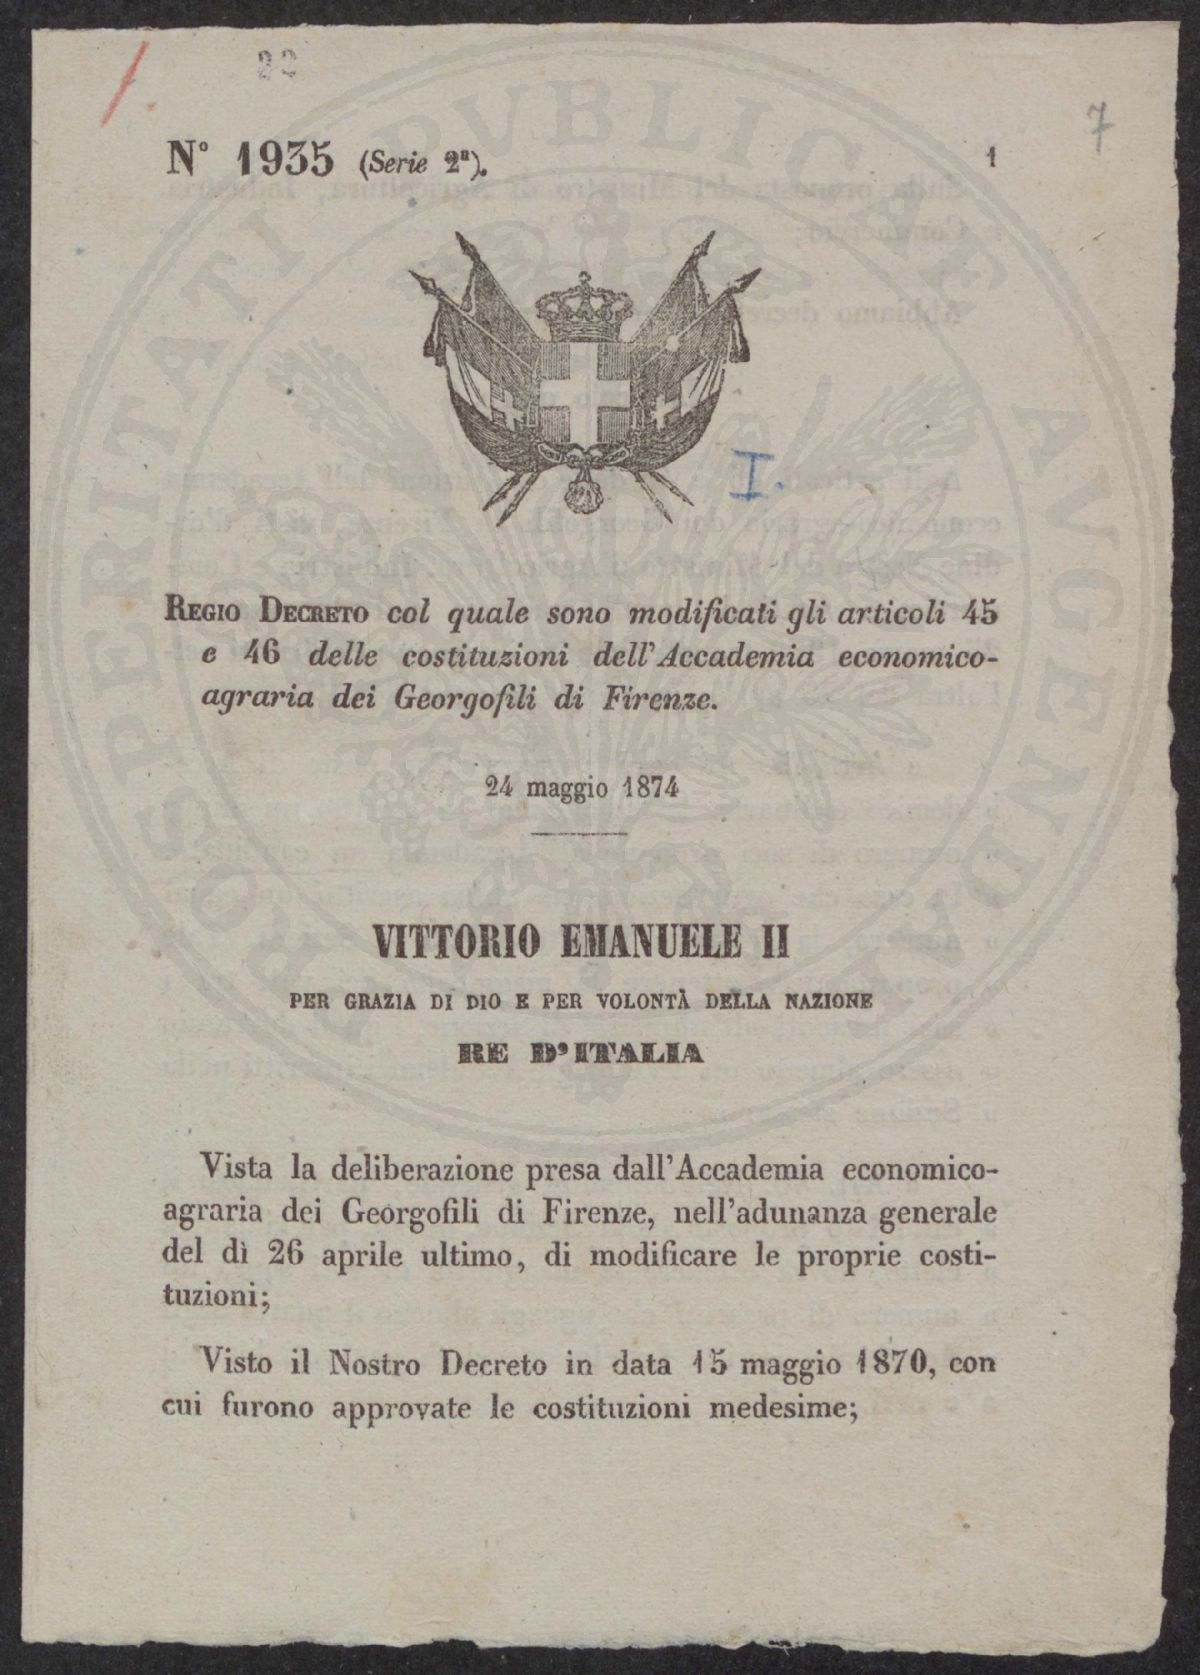 22
7
N° 1935 (Serie 2ª).
1
I.
REGIO DECRETO col quale sono modificati gli articoli 45
e 46 delle costituzioni dell'Accademia economico-
agraria dei Georgofili di Firenze.
24 maggio 1874
VITTORIO EMANUELE II
PER GRAZIA DI DIO E PER VOLONTÀ DELLA NAZIONE
RE D'ITALIA
Vista la deliberazione presa dall'Accademia economico-
agraria dei Georgofili di Firenze, nell'adunanza generale
del dì 26 aprile ultimo, di modificare le proprie costi-
tuzioni;
Visto il Nostro Decreto in data 15 maggio 1870, con
cui furono approvate le costituzioni medesime;
PROSPERITATI PVBLICAE AVGENDAE